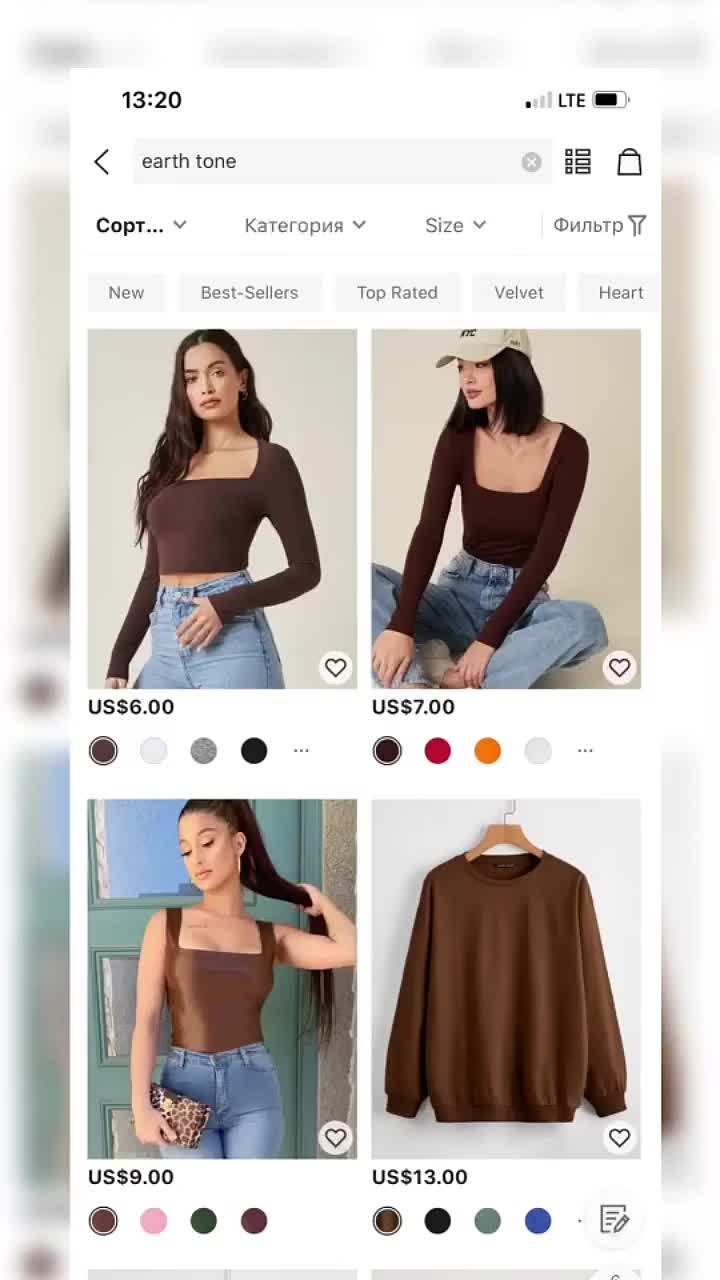 13:20 LTE
earth tone
Сорт... Категория Size Фильтр
New Best-Sellers Top Rated Velvet Heart
NYC
US$6.00 US$7.00
...
...
US$9.00 US$13.00